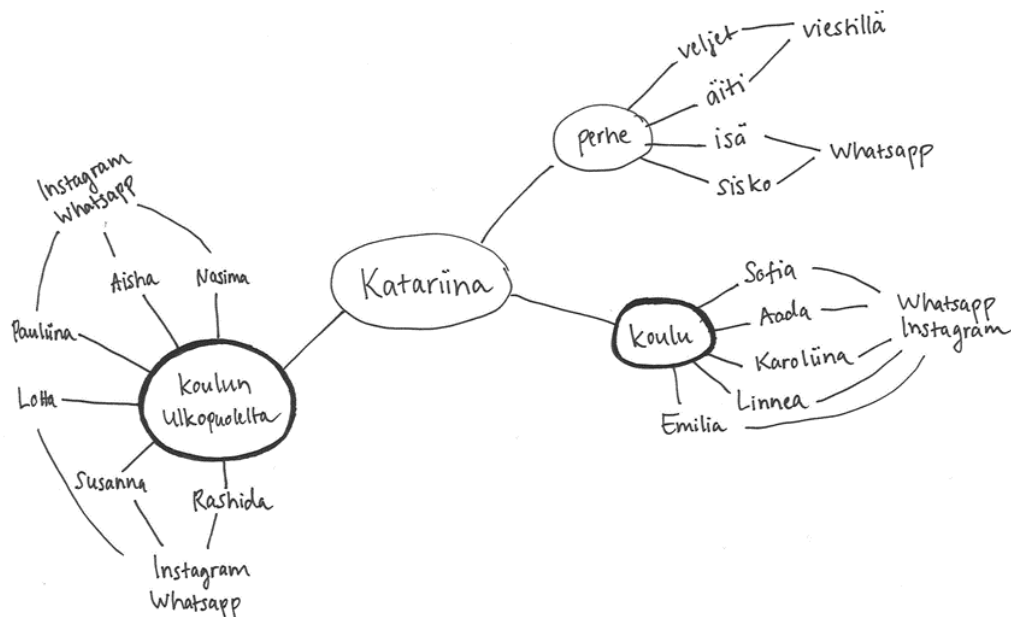 veljet
viestillä
äiti
perhe
isä
Whatsapp
sisko
Instagram
Whatsapp
Aisha
Nasima
Katariina
Sofia
Aada
Whatsapp
Instagram
Pauliina
koulu
Karoliina
Lotta
koulun
ulkopuolelta
Linnea
Emilia
Susanna
Rashida
Instagram
Whatsapp